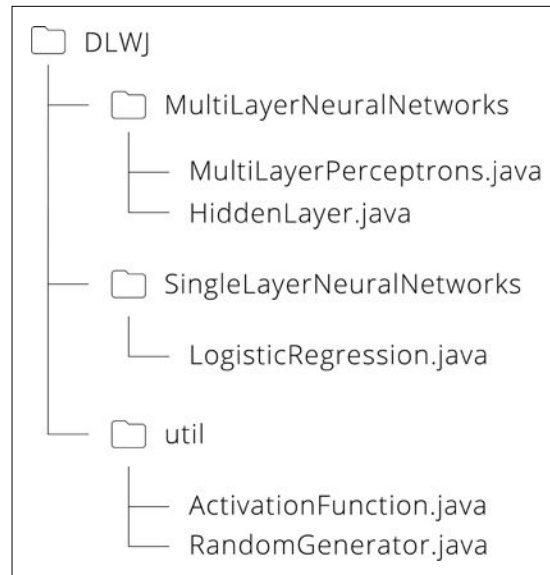 DLWJ
MultiLayerNeuralNetworks
MultiLayerPerceptrons.java
HiddenLayer.java
SingleLayerNeuralNetworks
LogisticRegression.java
util
ActivationFunction.java
RandomGenerator.java